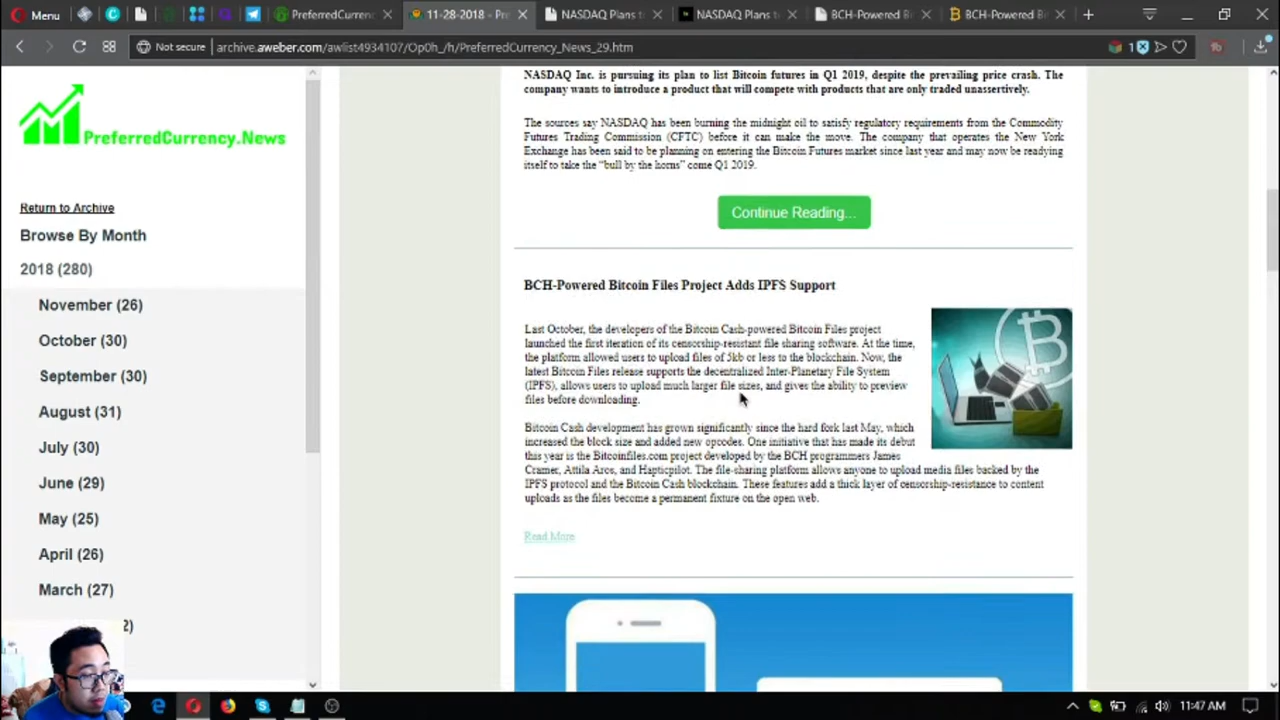 Menu
PreferredCurrenc
11-28-2018 - Pr
NASDAQ Plans to
NASDAQ Plans to
BCH-Powered B
BCH-Powered B
Not secure
archive.aweber.com/awlist4934107/Op0h_/h/PreferredCurrency_News_29.htm
1
PreferredCurrency.News
Return to Archive
Browse By Month
2018 (280)
November (26)
October (30)
September (30)
August (31)
July (30)
June (29)
May (25)
April (26)
March (27)
2)
NASDAQ Inc. is pursuing its plan to list Bitcoin futures in Q1 2019, despite the prevailing price crash. The
company wants to introduce a product that will compete with products that are only traded unassertively.
The sources say NASDAQ has been burning the midnight oil to satisfy regulatory requirements from the Commodity
Futures Trading Commission (CFTC) before it can make the move. The company that operates the New York
Exchange has been said to be planning on entering the Bitcoin Futures market since last year and may now be readying
itself to take the “bull by the horns” come Q1 2019.
Continue Reading...
BCH-Powered Bitcoin Files Project Adds IPFS Support
Last October, the developers of the Bitcoin Cash-powered Bitcoin Files project
launched the first iteration of its censorship-resistant file sharing software. At the time,
the platform allowed users to upload files of 5kb or less to the blockchain. Now, the
latest Bitcoin Files release supports the decentralized Inter-Planetary File System
(IPFS), allows users to upload much larger file sizes, and gives the ability to preview
files before downloading.
Bitcoin Cash development has grown significantly since the hard fork last May, which
increased the block size and added new opcodes. One initiative that has made its debut
this year is the Bitcoinfiles.com project developed by the BCH programmers James
Cramer, Attila Aros, and Hapticpilot. The file-sharing platform allows anyone to upload media files backed by the
IPFS protocol and the Bitcoin Cash blockchain. These features add a thick layer of censorship-resistance to content
uploads as the files become a permanent fixture on the open web.
Read More
11:47 AM